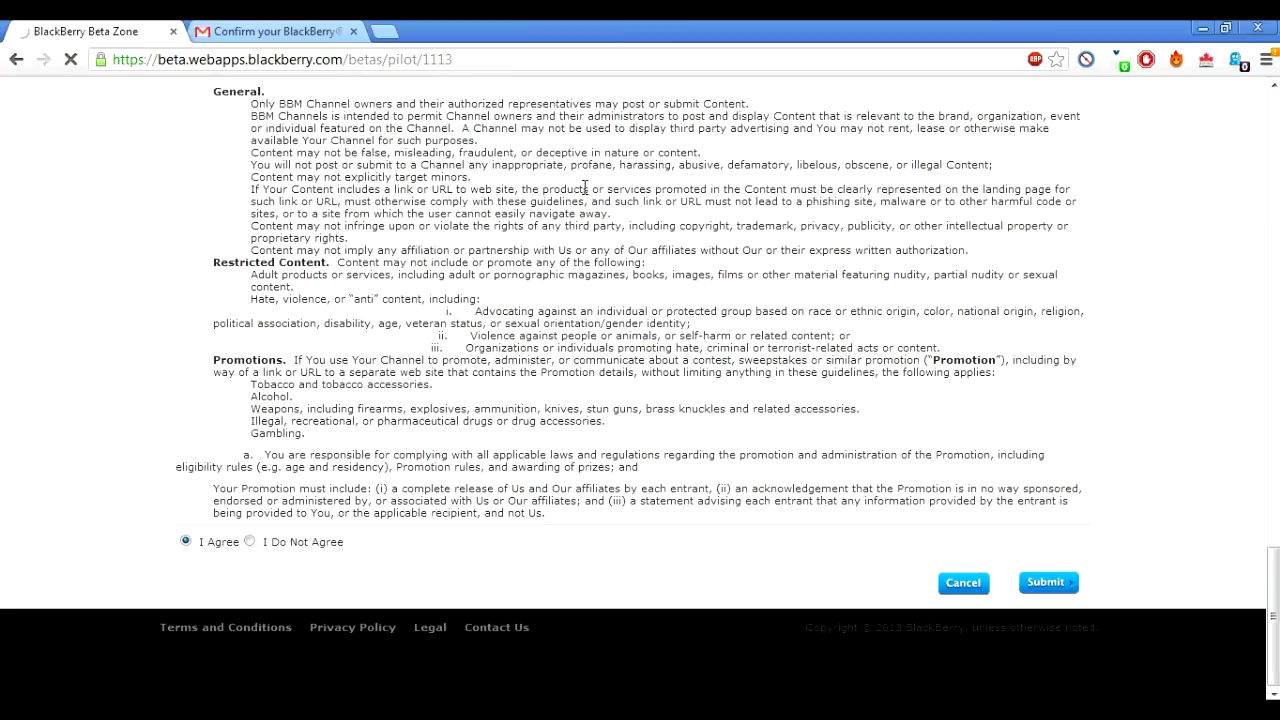 BlackBerry Beta Zone
Confirm your BlackBerry®
https://beta.webapps.blackberry.com/betas/pilot/1113
ABP
0
0
General.
Only BBM Channel owners and their authorized representatives may post or submit Content.
BBM Channels is intended to permit Channel owners and their administrators to post and display Content that is relevant to the brand, organization, event
or individual featured on the Channel. A Channel may not be used to display third party advertising and You may not rent, lease or otherwise make
available Your Channel for such purposes.
Content may not be false, misleading, fraudulent, or deceptive in nature or content.
You will not post or submit to a Channel any inappropriate, profane, harassing, abusive, defamatory, libelous, obscene, or illegal Content;
Content may not explicitly target minors.
If Your Content includes a link or URL to web site, the products or services promoted in the Content must be clearly represented on the landing page for
such link or URL, must otherwise comply with these guidelines, and such link or URL must not lead to a phishing site, malware or to other harmful code or
sites, or to a site from which the user cannot easily navigate away.
Content may not infringe upon or violate the rights of any third party, including copyright, trademark, privacy, publicity, or other intellectual property or
proprietary rights.
Content may not imply any affiliation or partnership with Us or any of Our affiliates without Our or their express written authorization.
Restricted Content. Content may not include or promote any of the following:
Adult products or services, including adult or pornographic magazines, books, images, films or other material featuring nudity, partial nudity or sexual
content.
Hate, violence, or “anti” content, including:
i. Advocating against an individual or protected group based on race or ethnic origin, color, national origin, religion,
political association, disability, age, veteran status, or sexual orientation/gender identity;
ii. Violence against people or animals, or self-harm or related content; or
iii. Organizations or individuals promoting hate, criminal or terrorist-related acts or content.
Promotions. If You use Your Channel to promote, administer, or communicate about a contest, sweepstakes or similar promotion (“Promotion”), including by
way of a link or URL to a separate web site that contains the Promotion details, without limiting anything in these guidelines, the following applies:
Tobacco and tobacco accessories.
Alcohol.
Weapons, including firearms, explosives, ammunition, knives, stun guns, brass knuckles and related accessories.
Illegal, recreational, or pharmaceutical drugs or drug accessories.
Gambling.
a. You are responsible for complying with all applicable laws and regulations regarding the promotion and administration of the Promotion, including
eligibility rules (e.g. age and residency), Promotion rules, and awarding of prizes; and
Your Promotion must include: (i) a complete release of Us and Our affiliates by each entrant, (ii) an acknowledgement that the Promotion is in no way sponsored,
endorsed or administered by, or associated with Us or Our affiliates; and (iii) a statement advising each entrant that any information provided by the entrant is
being provided to You, or the applicable recipient, and not Us.
I Agree I Do Not Agree
Cancel Submit
Terms and Conditions Privacy Policy Legal Contact Us
Copyright © 2013 BlackBerry, unless otherwise noted.